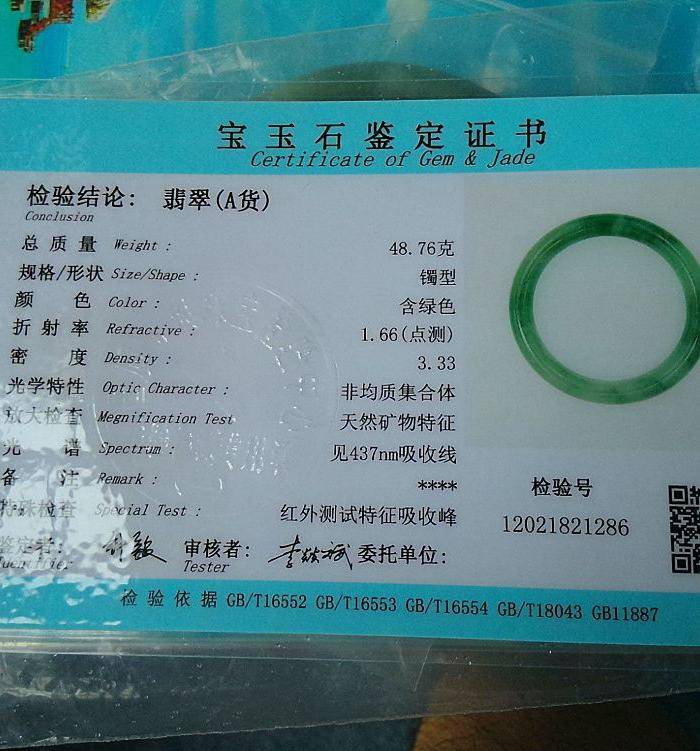 宝玉石鉴定证书
Certificate of Gem & Jade
检验结论: 翡翠(A货)
Conclusion
总质量 Weight : 48.76克
规格/形状 Size/Shape : 镯型
颜色 Color : 含绿色
折射率 Refractive : 1.66(点测)
密度 Density : 3.33
光学特性 Optic Character : 非均质集合体
放大检查 Megnification Test 天然矿物特征
光谱 Spectrum : 见437nm吸收线
备注 Remark : ****
特殊检查 Special Test : 红外测试特征吸收峰
检验号
12021821286
鉴定者: 审核者: 委托单位:
Identifier Tester
检验依据 GB/T16552 GB/T16553 GB/T16554 GB/T18043 GB11887